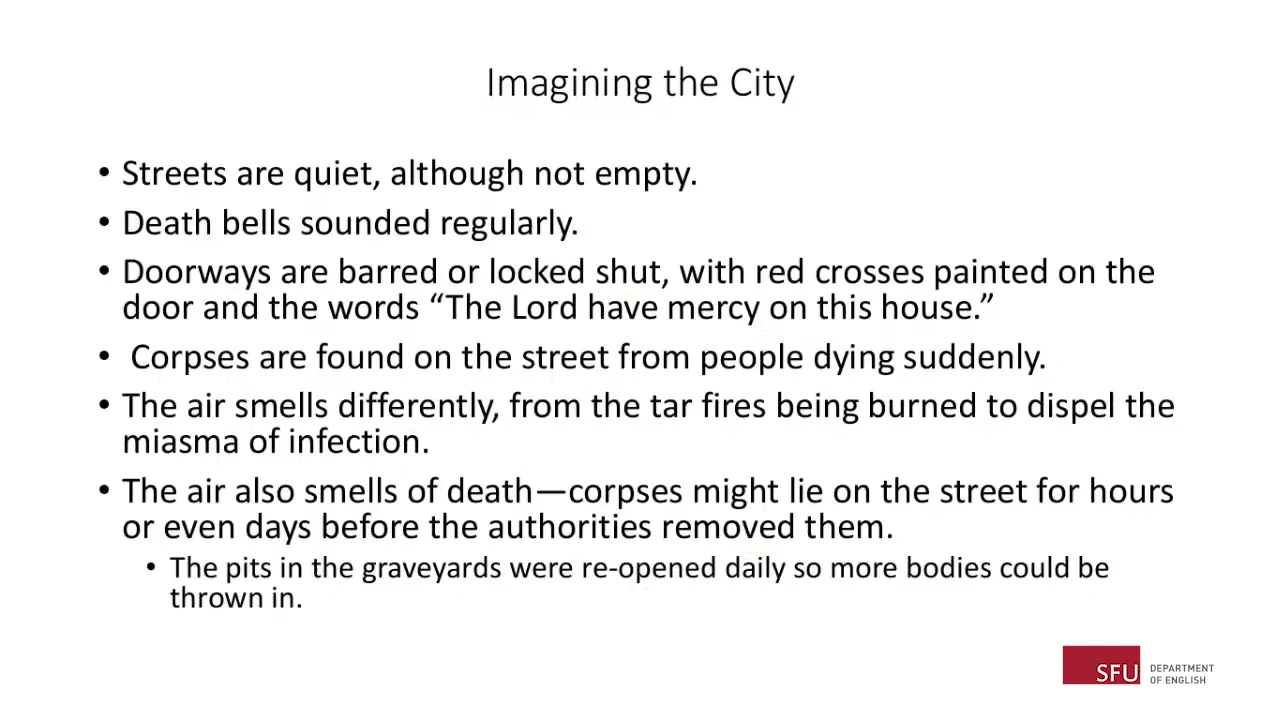 Imagining the City
• Streets are quiet, although not empty.
• Death bells sounded regularly.
• Doorways are barred or locked shut, with red crosses painted on the
door and the words “The Lord have mercy on this house.”
• Corpses are found on the street from people dying suddenly.
• The air smells differently, from the tar fires being burned to dispel the
miasma of infection.
• The air also smells of death—corpses might lie on the street for hours
or even days before the authorities removed them.
• The pits in the graveyards were re-opened daily so more bodies could be
thrown in.
SFU
DEPARTMENT
OF ENGLISH